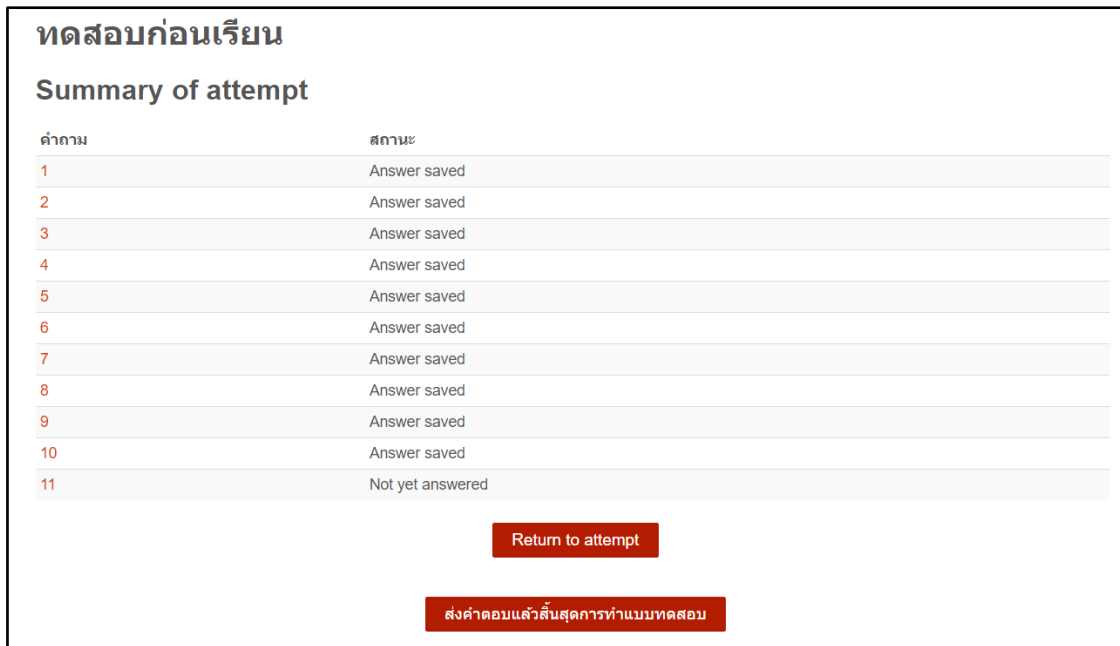 ทดสอบก่อนเรียน
Summary of attempt
คำถาม สถานะ
1 Answer saved
2 Answer saved
3 Answer saved
4 Answer saved
5 Answer saved
6 Answer saved
7 Answer saved
8 Answer saved
9 Answer saved
10 Answer saved
11 Not yet answered
Return to attempt
ส่งคำตอบแล้วสิ้นสุดการทำแบบทดสอบ